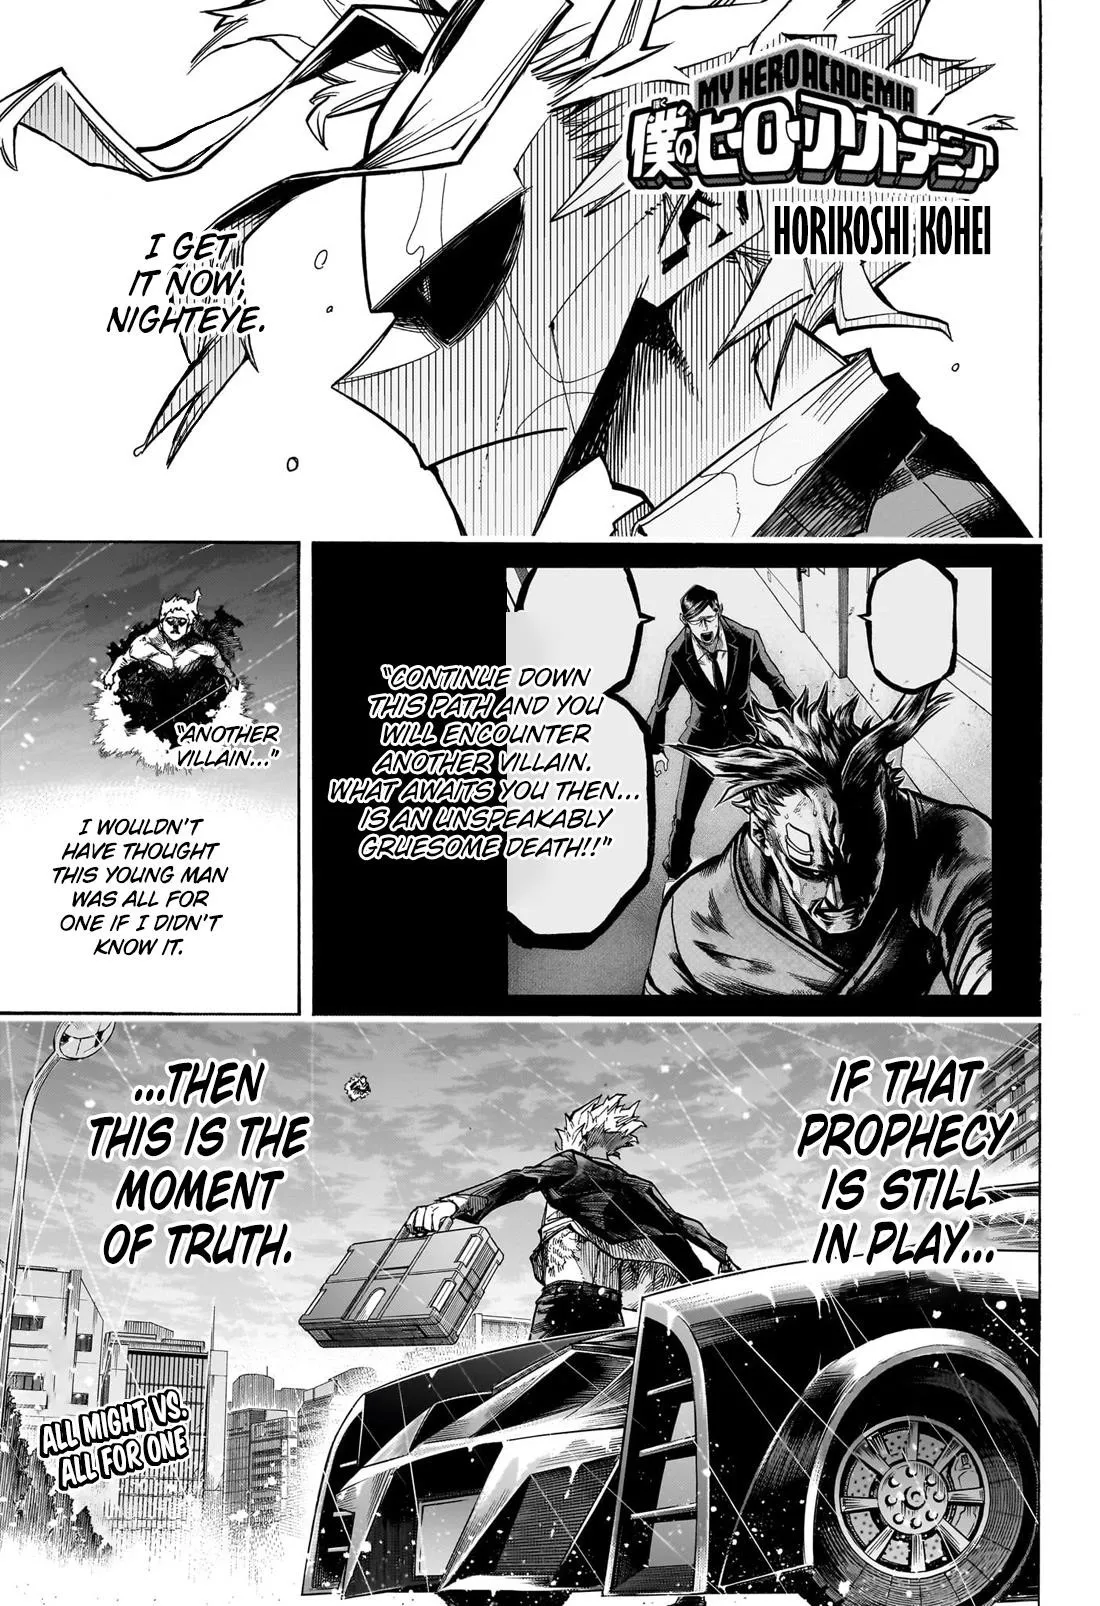 MY HERO ACADEMIA
ぼく
僕のヒーローアカデミア
HORIKOSHI KOHEI
I GET
IT NOW,
NIGHTEYE.
"CONTINUE DOWN
THIS PATH AND YOU
WILL ENCOUNTER
ANOTHER VILLAIN.
WHAT AWAITS YOU THEN...
IS AN UNSPEAKABLY
GRUESOME DEATH!!"
"ANOTHER
VILLAIN..."
I WOULDN'T
HAVE THOUGHT
THIS YOUNG MAN
WAS ALL FOR
ONE IF I DIDN'T
KNOW IT.
IF THAT
PROPHECY
IS STILL
IN PLAY...
...THEN
THIS IS THE
MOMENT
OF TRUTH.
ALL MIGHT VS.
ALL FOR ONE